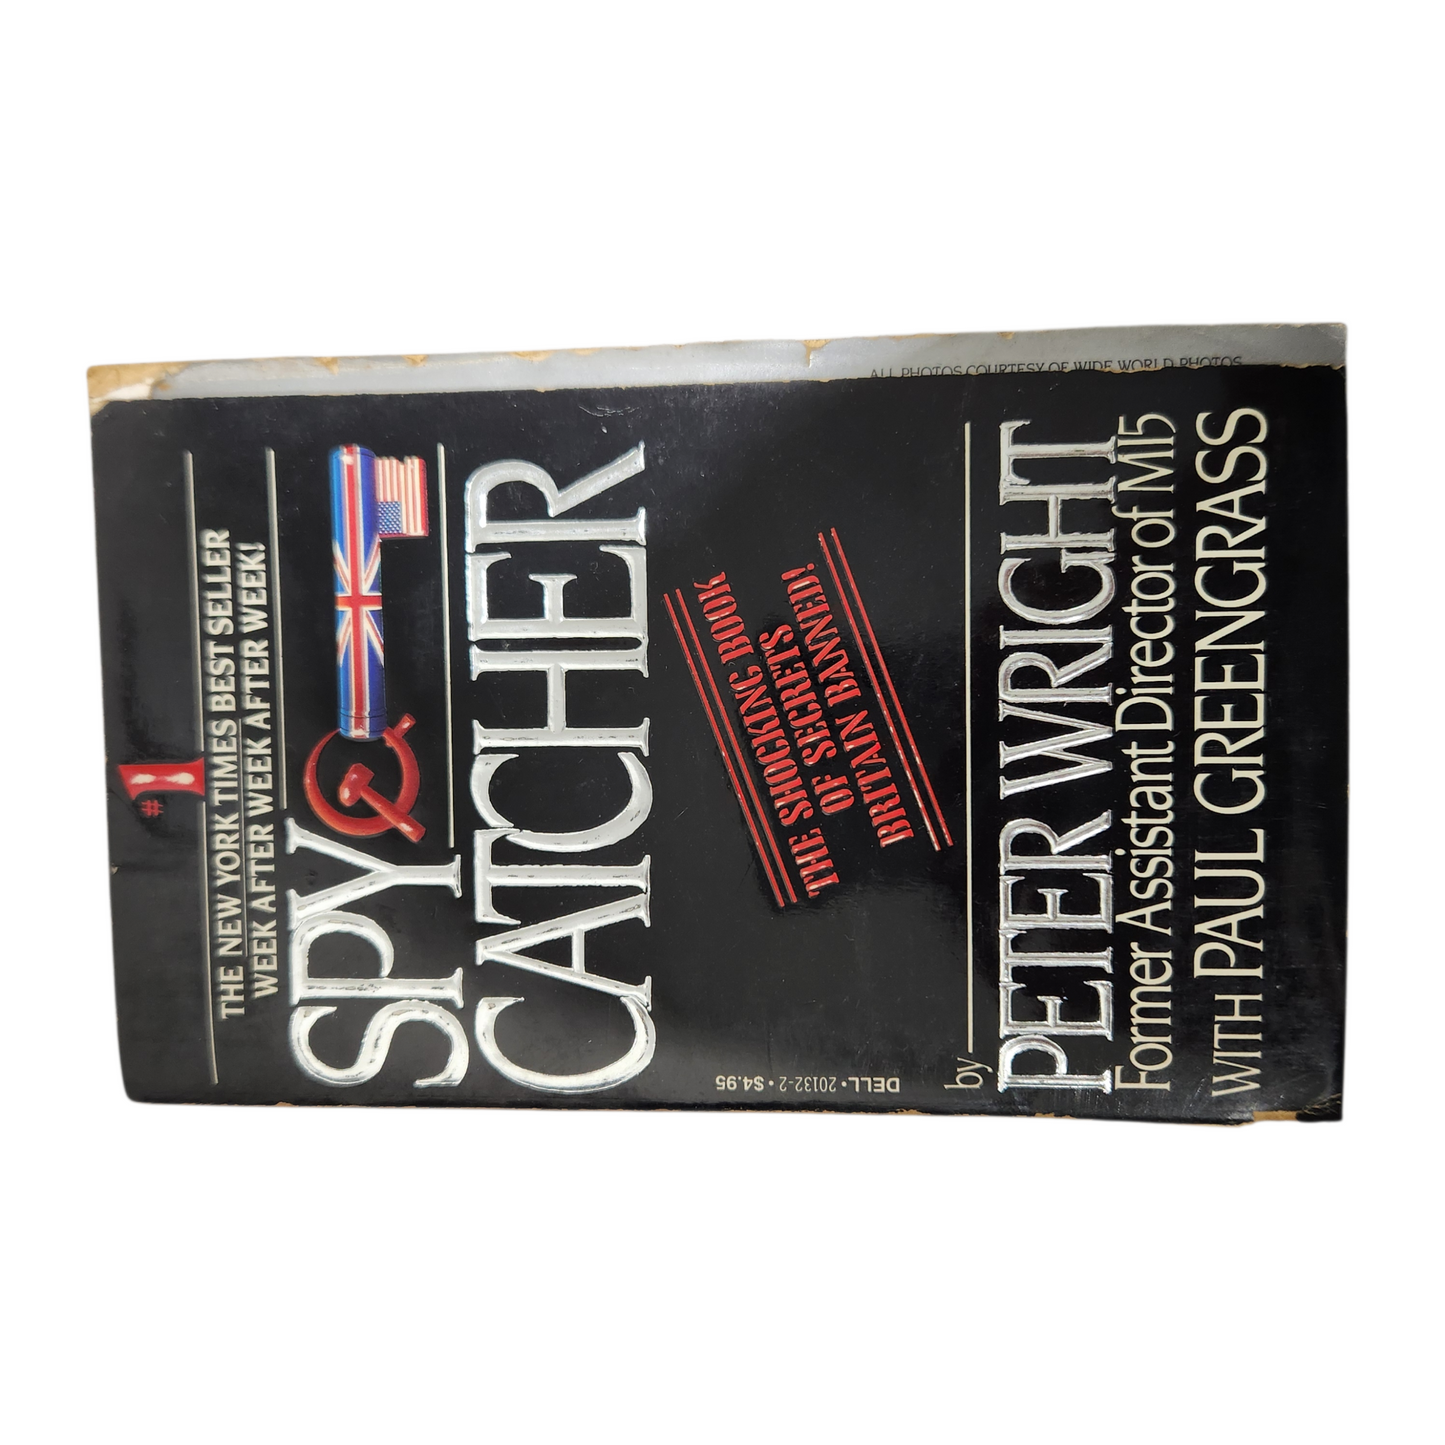 #1
THE NEW YORK TIMES BEST SELLER
WEEK AFTER WEEK AFTER WEEK!
SPY
CATCHER
THE SHOCKING BOOK
OF SECRETS
BRITAIN BANNED!
DELL • 20132-2 • $4.95
by
PETER WRIGHT
Former Assistant Director of MI5
WITH PAUL GREENGRASS
ALL PHOTOS COURTESY OF WIDE WORLD PHOTOS